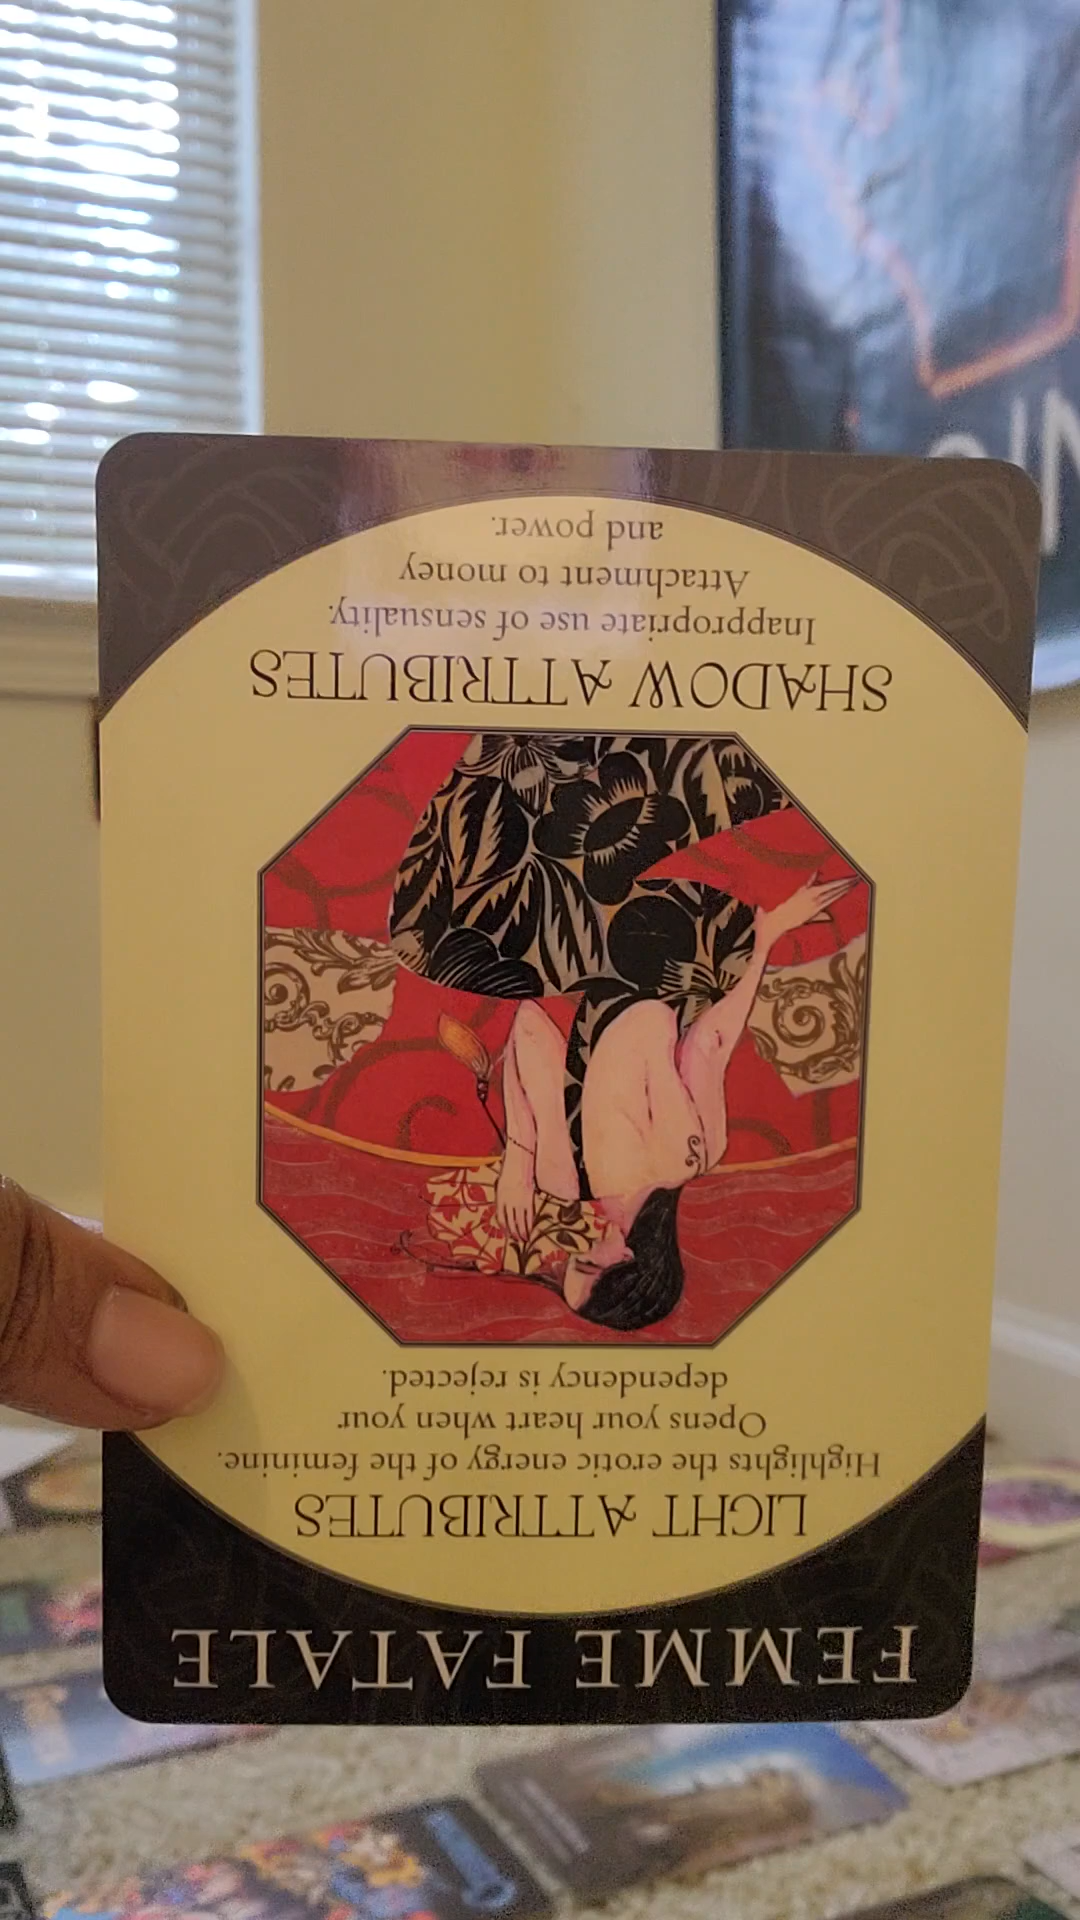 FEMME FATALE
LIGHT ATTRIBUTES
Highlights the erotic energy of the feminine.
Opens your heart when your
dependency is rejected.
SHADOW ATTRIBUTES
Inappropriate use of sensuality.
Attachment to money
and power.